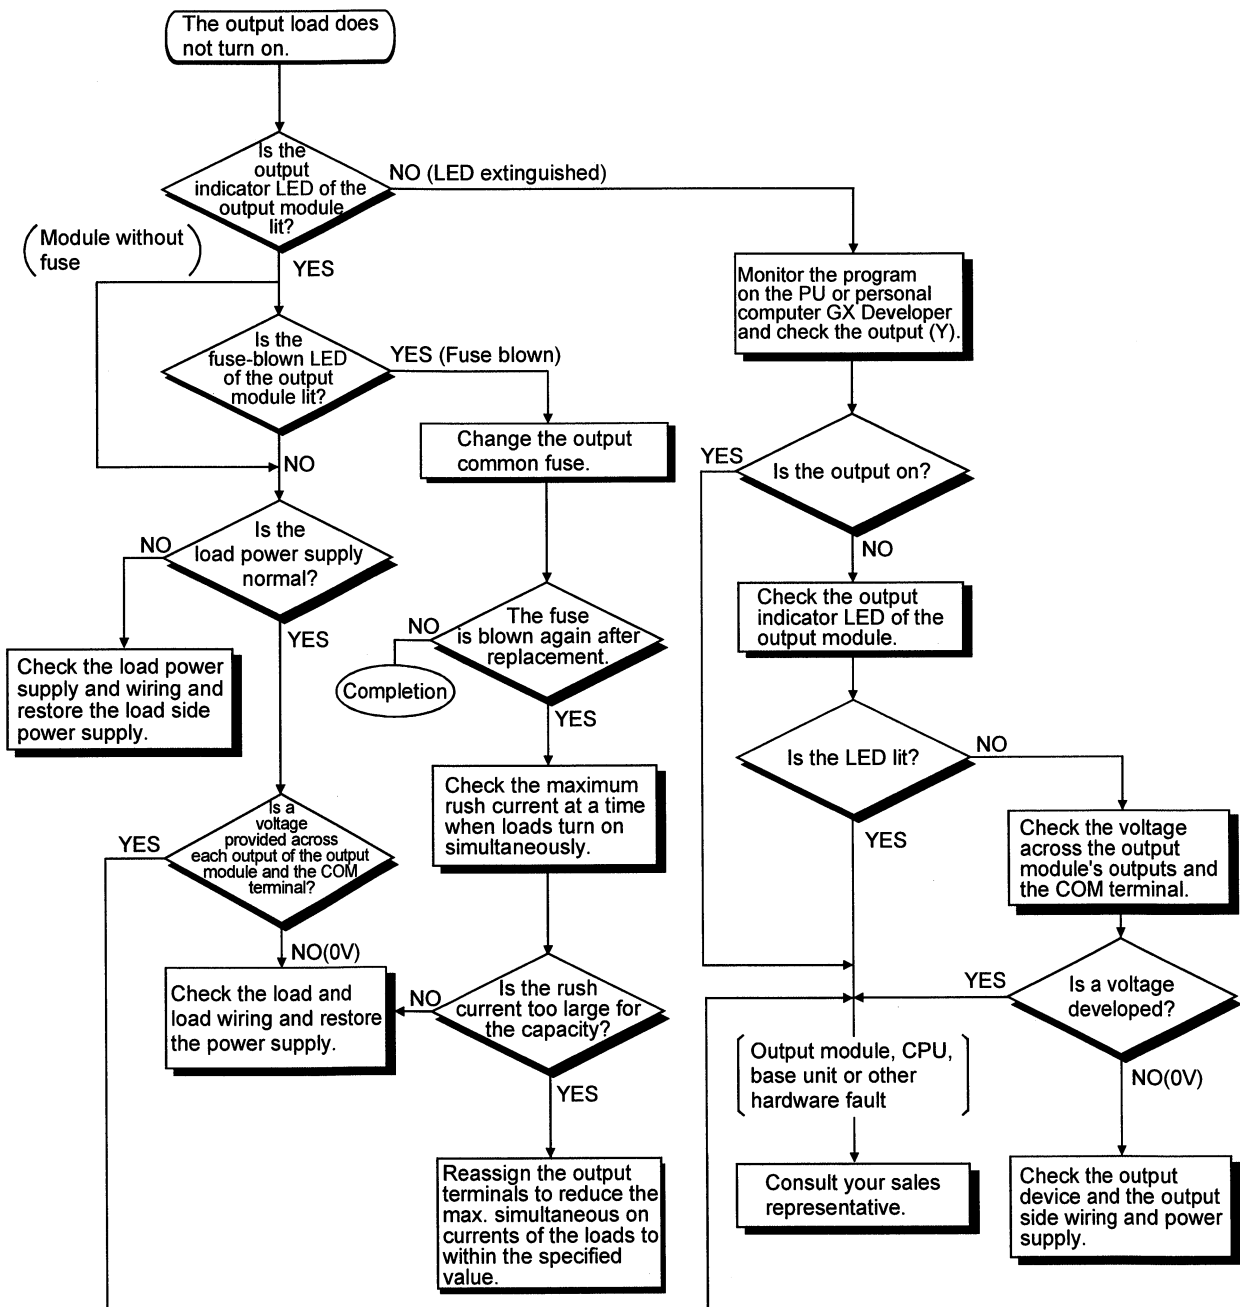 The output load does
not turn on.
Is the
output
indicator LED of the
output module
lit?
NO (LED extinguished)
(Module without
fuse)
YES
Monitor the program
on the PU or personal
computer GX Developer
and check the output (Y).
Is the
fuse-blown LED
of the output
module lit?
YES (Fuse blown)
Change the output
common fuse.
NO
YES
Is the output on?
NO
Is the
load power supply
normal?
NO
YES
Check the load power
supply and wiring and
restore the load side
power supply.
The fuse
is blown again after
replacement.
NO
Completion
YES
Check the output
indicator LED of the
output module.
Is the LED lit?
NO
YES
Check the maximum
rush current at a time
when loads turn on
simultaneously.
Is a
voltage
provided across
each output of the output
module and the COM
terminal?
YES
NO(0V)
Check the voltage
across the output
module's outputs and
the COM terminal.
Check the load and
load wiring and restore
the power supply.
Is the rush
current too large for
the capacity?
NO
YES
Is a voltage
developed?
YES
NO(0V)
[Output module, CPU,
base unit or other
hardware fault]
Reassign the output
terminals to reduce the
max. simultaneous on
currents of the loads to
within the specified
value.
Consult your sales
representative.
Check the output
device and the output
side wiring and power
supply.